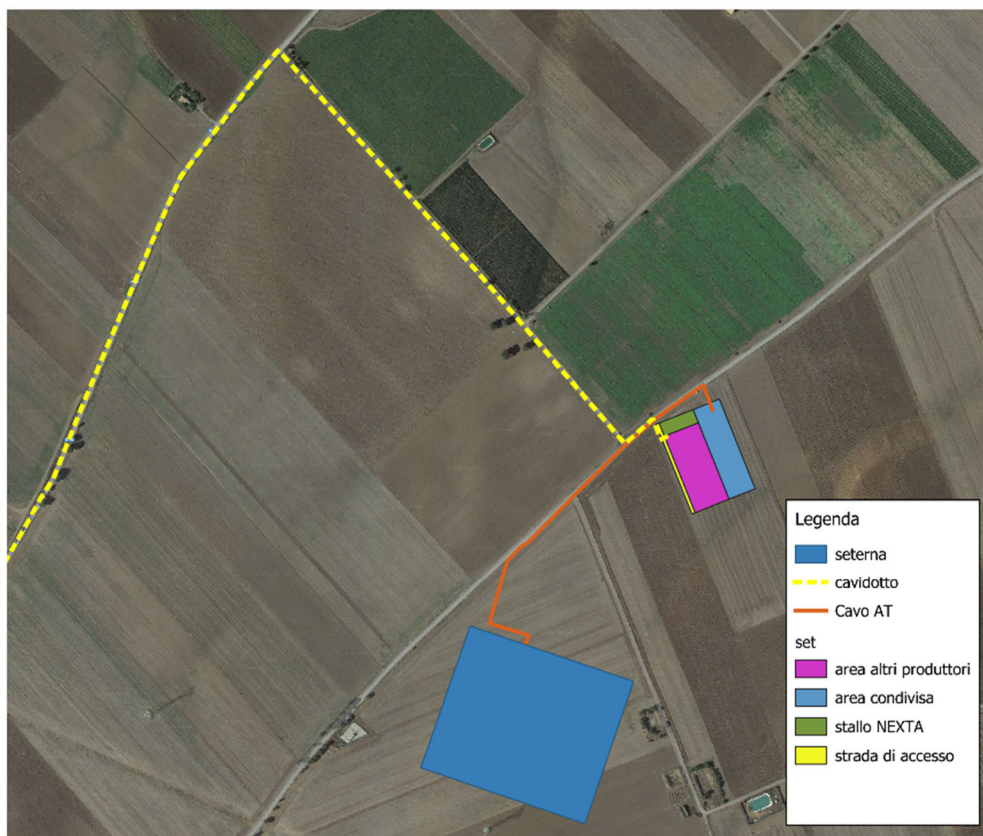 Legenda
seterna
cavidotto
Cavo AT
set
area altri produttori
area condivisa
stallo NEXTA
strada di accesso